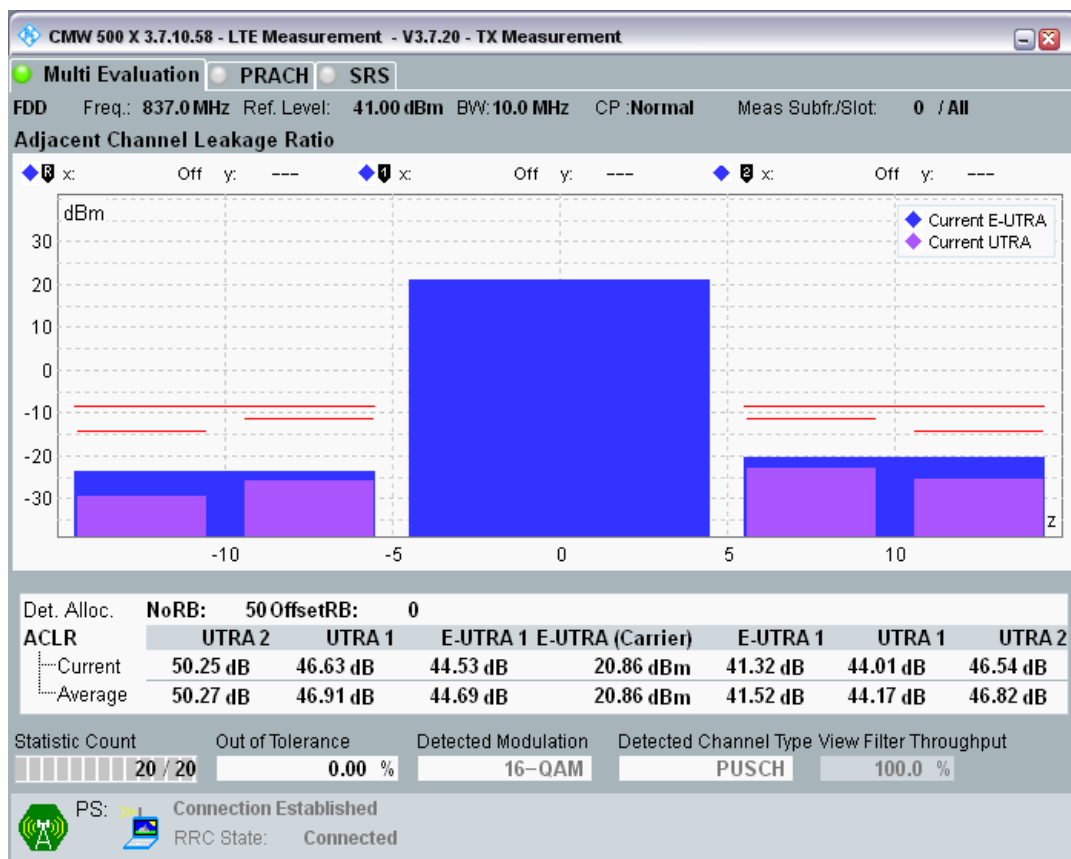 CMW 500 X 3.7.10.58 - LTE Measurement - V3.7.20 - TX Measurement
Multi Evaluation PRACH SRS
FDD Freq.: 837.0 MHz Ref. Level: 41.00 dBm BW: 10.0 MHz CP :Normal Meas Subfr./Slot: 0 / All
Adjacent Channel Leakage Ratio
R x: Off y: --- 1 x: Off y: --- 2 x: Off y: ---
dBm
Current E-UTRA
Current UTRA
30
20
10
0
-10
-20
-30
z
-10 -5 0 5 10
Det. Alloc. NoRB: 50 OffsetRB: 0
ACLR UTRA 2 UTRA 1 E-UTRA 1 E-UTRA (Carrier) E-UTRA 1 UTRA 1 UTRA 2
Current 50.25 dB 46.63 dB 44.53 dB 20.86 dBm 41.32 dB 44.01 dB 46.54 dB
Average 50.27 dB 46.91 dB 44.69 dB 20.86 dBm 41.52 dB 44.17 dB 46.82 dB
Statistic Count Out of Tolerance Detected Modulation Detected Channel Type View Filter Throughput
20 / 20 0.00 % 16-QAM PUSCH 100.0 %
PS: Connection Established
RRC State: Connected